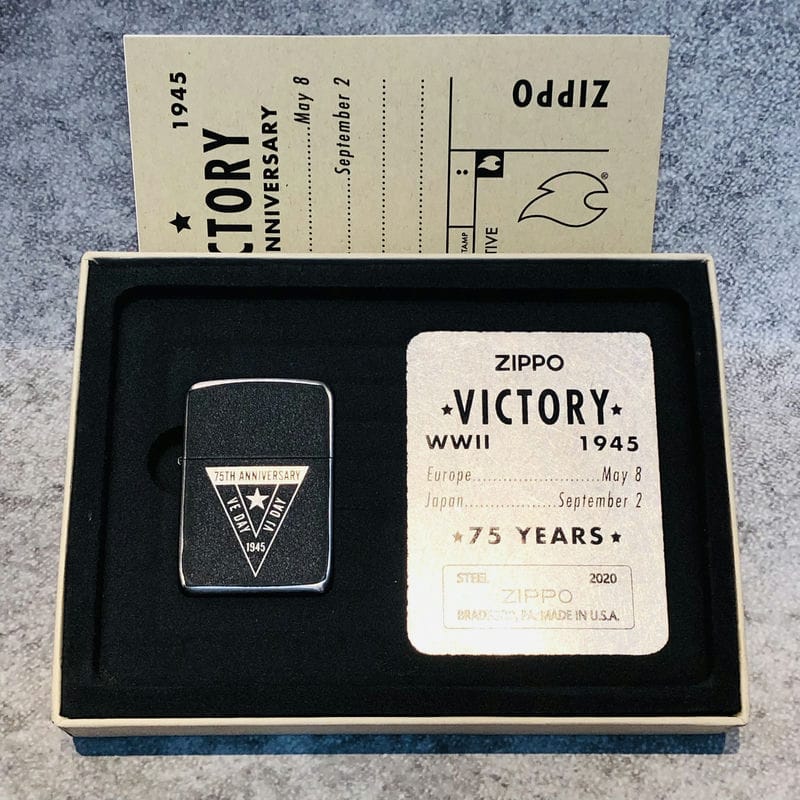 1945
VICTORY
ANNIVERSARY
May 8
September 2
ZIPPO
75TH ANNIVERSARY
VE DAY
VJ DAY
1945
ZIPPO
★VICTORY★
WWII 1945
Europe..........................May 8
Japan..................September 2
★75 YEARS★
STEEL 2020
ZIPPO
BRADFORD, PA. MADE IN U.S.A.